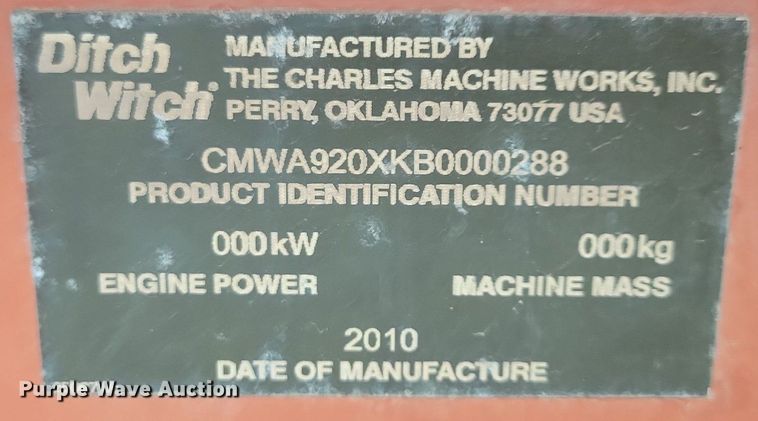 Ditch Witch
MANUFACTURED BY
THE CHARLES MACHINE WORKS, INC.
PERRY, OKLAHOMA 73077 USA
CMWA920XKB0000288
PRODUCT IDENTIFICATION NUMBER
000kW 000kg
ENGINE POWER MACHINE MASS
2010
DATE OF MANUFACTURE
Purple Wave Auction